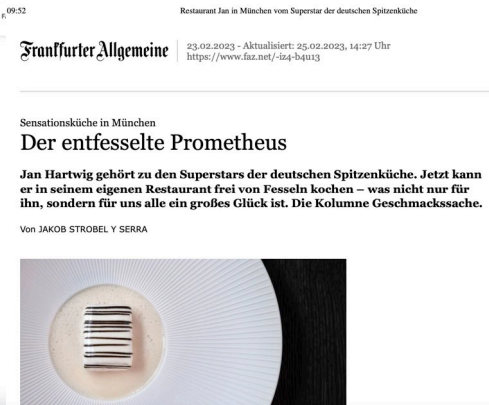 09:52 Restaurant Jan in München vom Superstar der deutschen Spitzenküche
Frankfurter Allgemeine
23.02.2023 - Aktualisiert: 25.02.2023, 14:27 Uhr
https://www.faz.net/-iz4-b4u13
Sensationsküche in München
Der entfesselte Prometheus
Jan Hartwig gehört zu den Superstars der deutschen Spitzenküche. Jetzt kann
er in seinem eigenen Restaurant frei von Fesseln kochen – was nicht nur für
ihn, sondern für uns alle ein großes Glück ist. Die Kolumne Geschmackssache.
Von JAKOB STROBEL Y SERRA